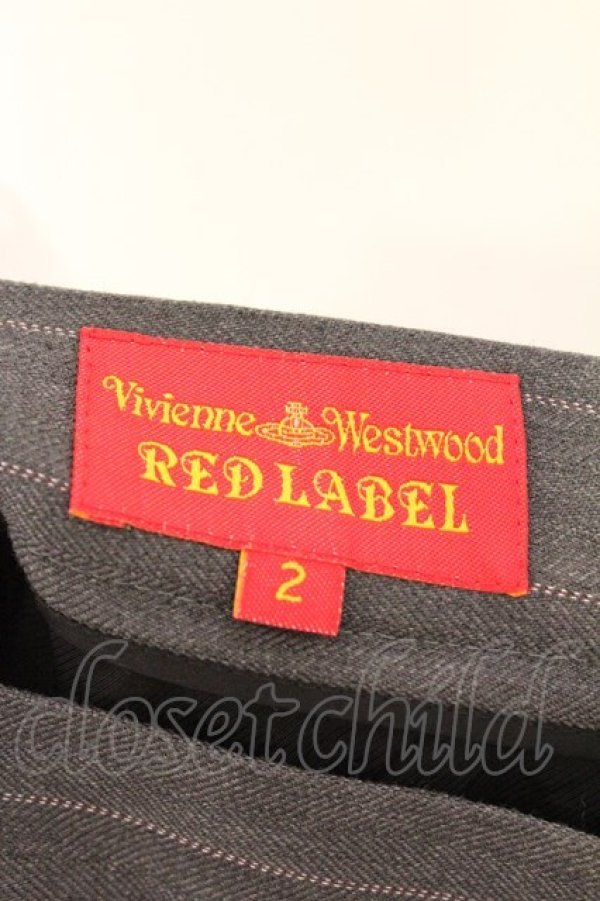 Vivienne Westwood
RED LABEL
2
closet child